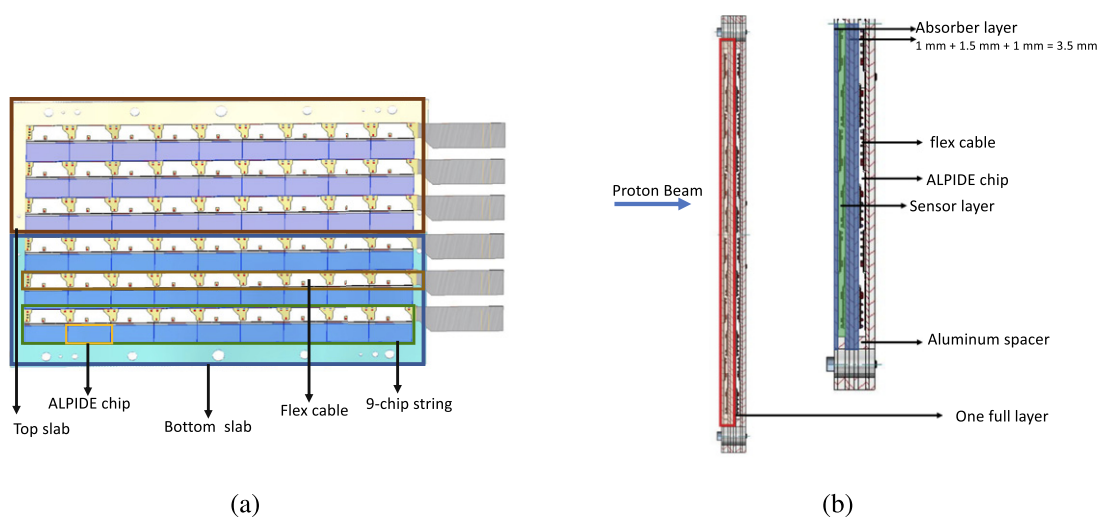 ALPIDE chip
Top slab
Bottom slab
Flex cable
9-chip string
(a)
Proton Beam
Absorber layer
1 mm + 1.5 mm + 1 mm = 3.5 mm
flex cable
ALPIDE chip
Sensor layer
Aluminum spacer
One full layer
(b)